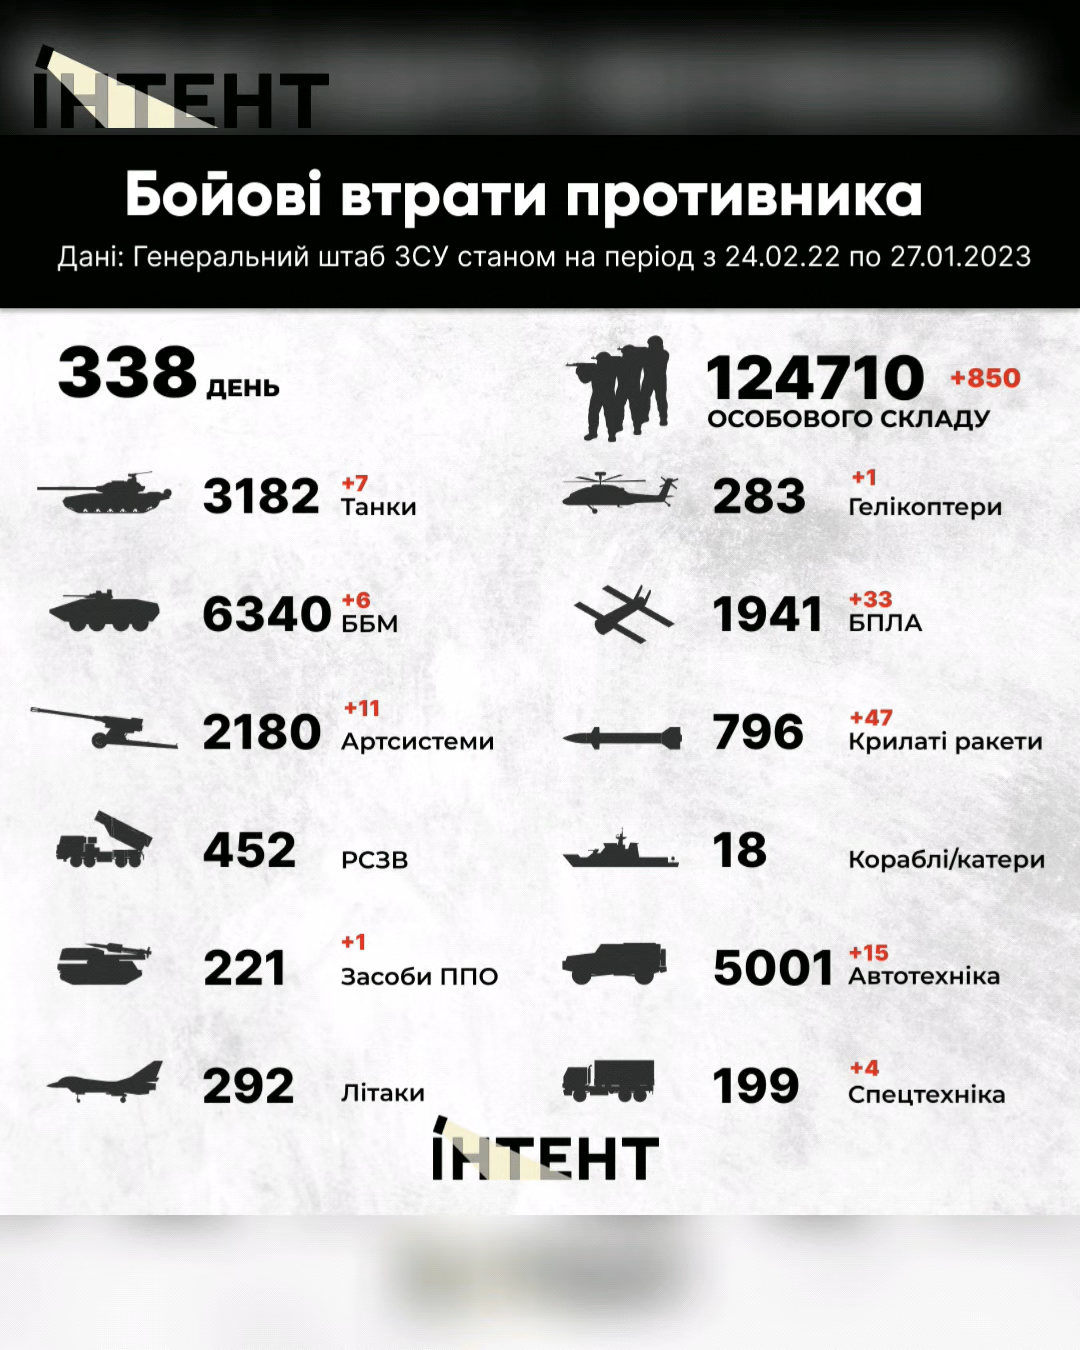 ІНТЕНТ
Бойові втрати противника
Дані: Генеральний штаб ЗСУ станом на період з 24.02.22 по 27.01.2023
338 ДЕНЬ
124710 +850
ОСОБОВОГО СКЛАДУ
3182 +7
Танки
283 +1
Гелікоптери
6340 +6
ББМ
1941 +33
БПЛА
2180 +11
Артсистеми
796 +47
Крилаті ракети
452 РСЗВ
18 Кораблі/катери
221 +1
Засоби ППО
5001 +15
Автотехніка
292 Літаки
199 +4
Спецтехніка
ІНТЕНТ